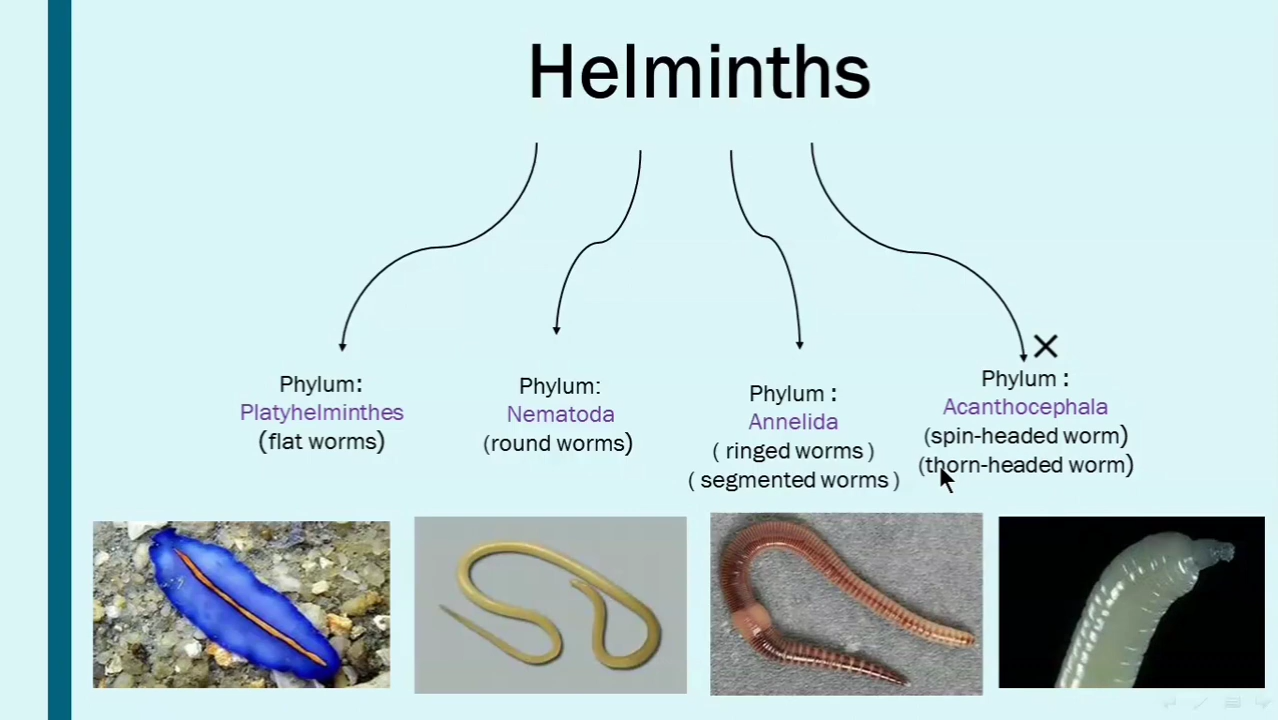 Helminths
Phylum:
Platyhelminthes
(flat worms)
Phylum:
Nematoda
(round worms)
Phylum :
Annelida
( ringed worms )
( segmented worms )
Phylum :
Acanthocephala
(spin-headed worm)
(thorn-headed worm)